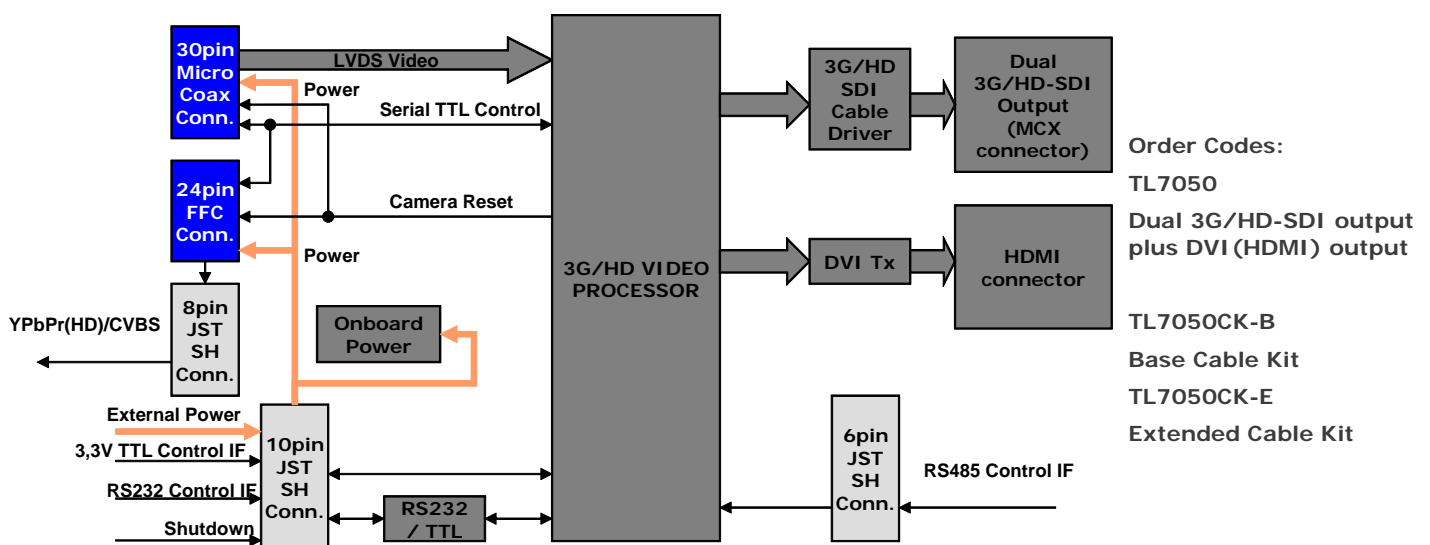 30pin
Micro
Coax
Conn.
LVDS Video
Power
Serial TTL Control
24pin
FFC
Conn.
Camera Reset
Power
8pin
JST
SH
Conn.
YPbPr(HD)/CVBS
Onboard
Power
External Power
3,3V TTL Control IF
RS232 Control IF
Shutdown
10pin
JST
SH
Conn.
RS232
/ TTL
3G/HD VIDEO
PROCESSOR
3G/HD
SDI
Cable
Driver
Dual
3G/HD-SDI
Output
(MCX
connector)
DVI Tx
HDMI
connector
6pin
JST
SH
Conn.
RS485 Control IF
Order Codes:
TL7050
Dual 3G/HD-SDI output
plus DVI(HDMI) output
TL7050CK-B
Base Cable Kit
TL7050CK-E
Extended Cable Kit